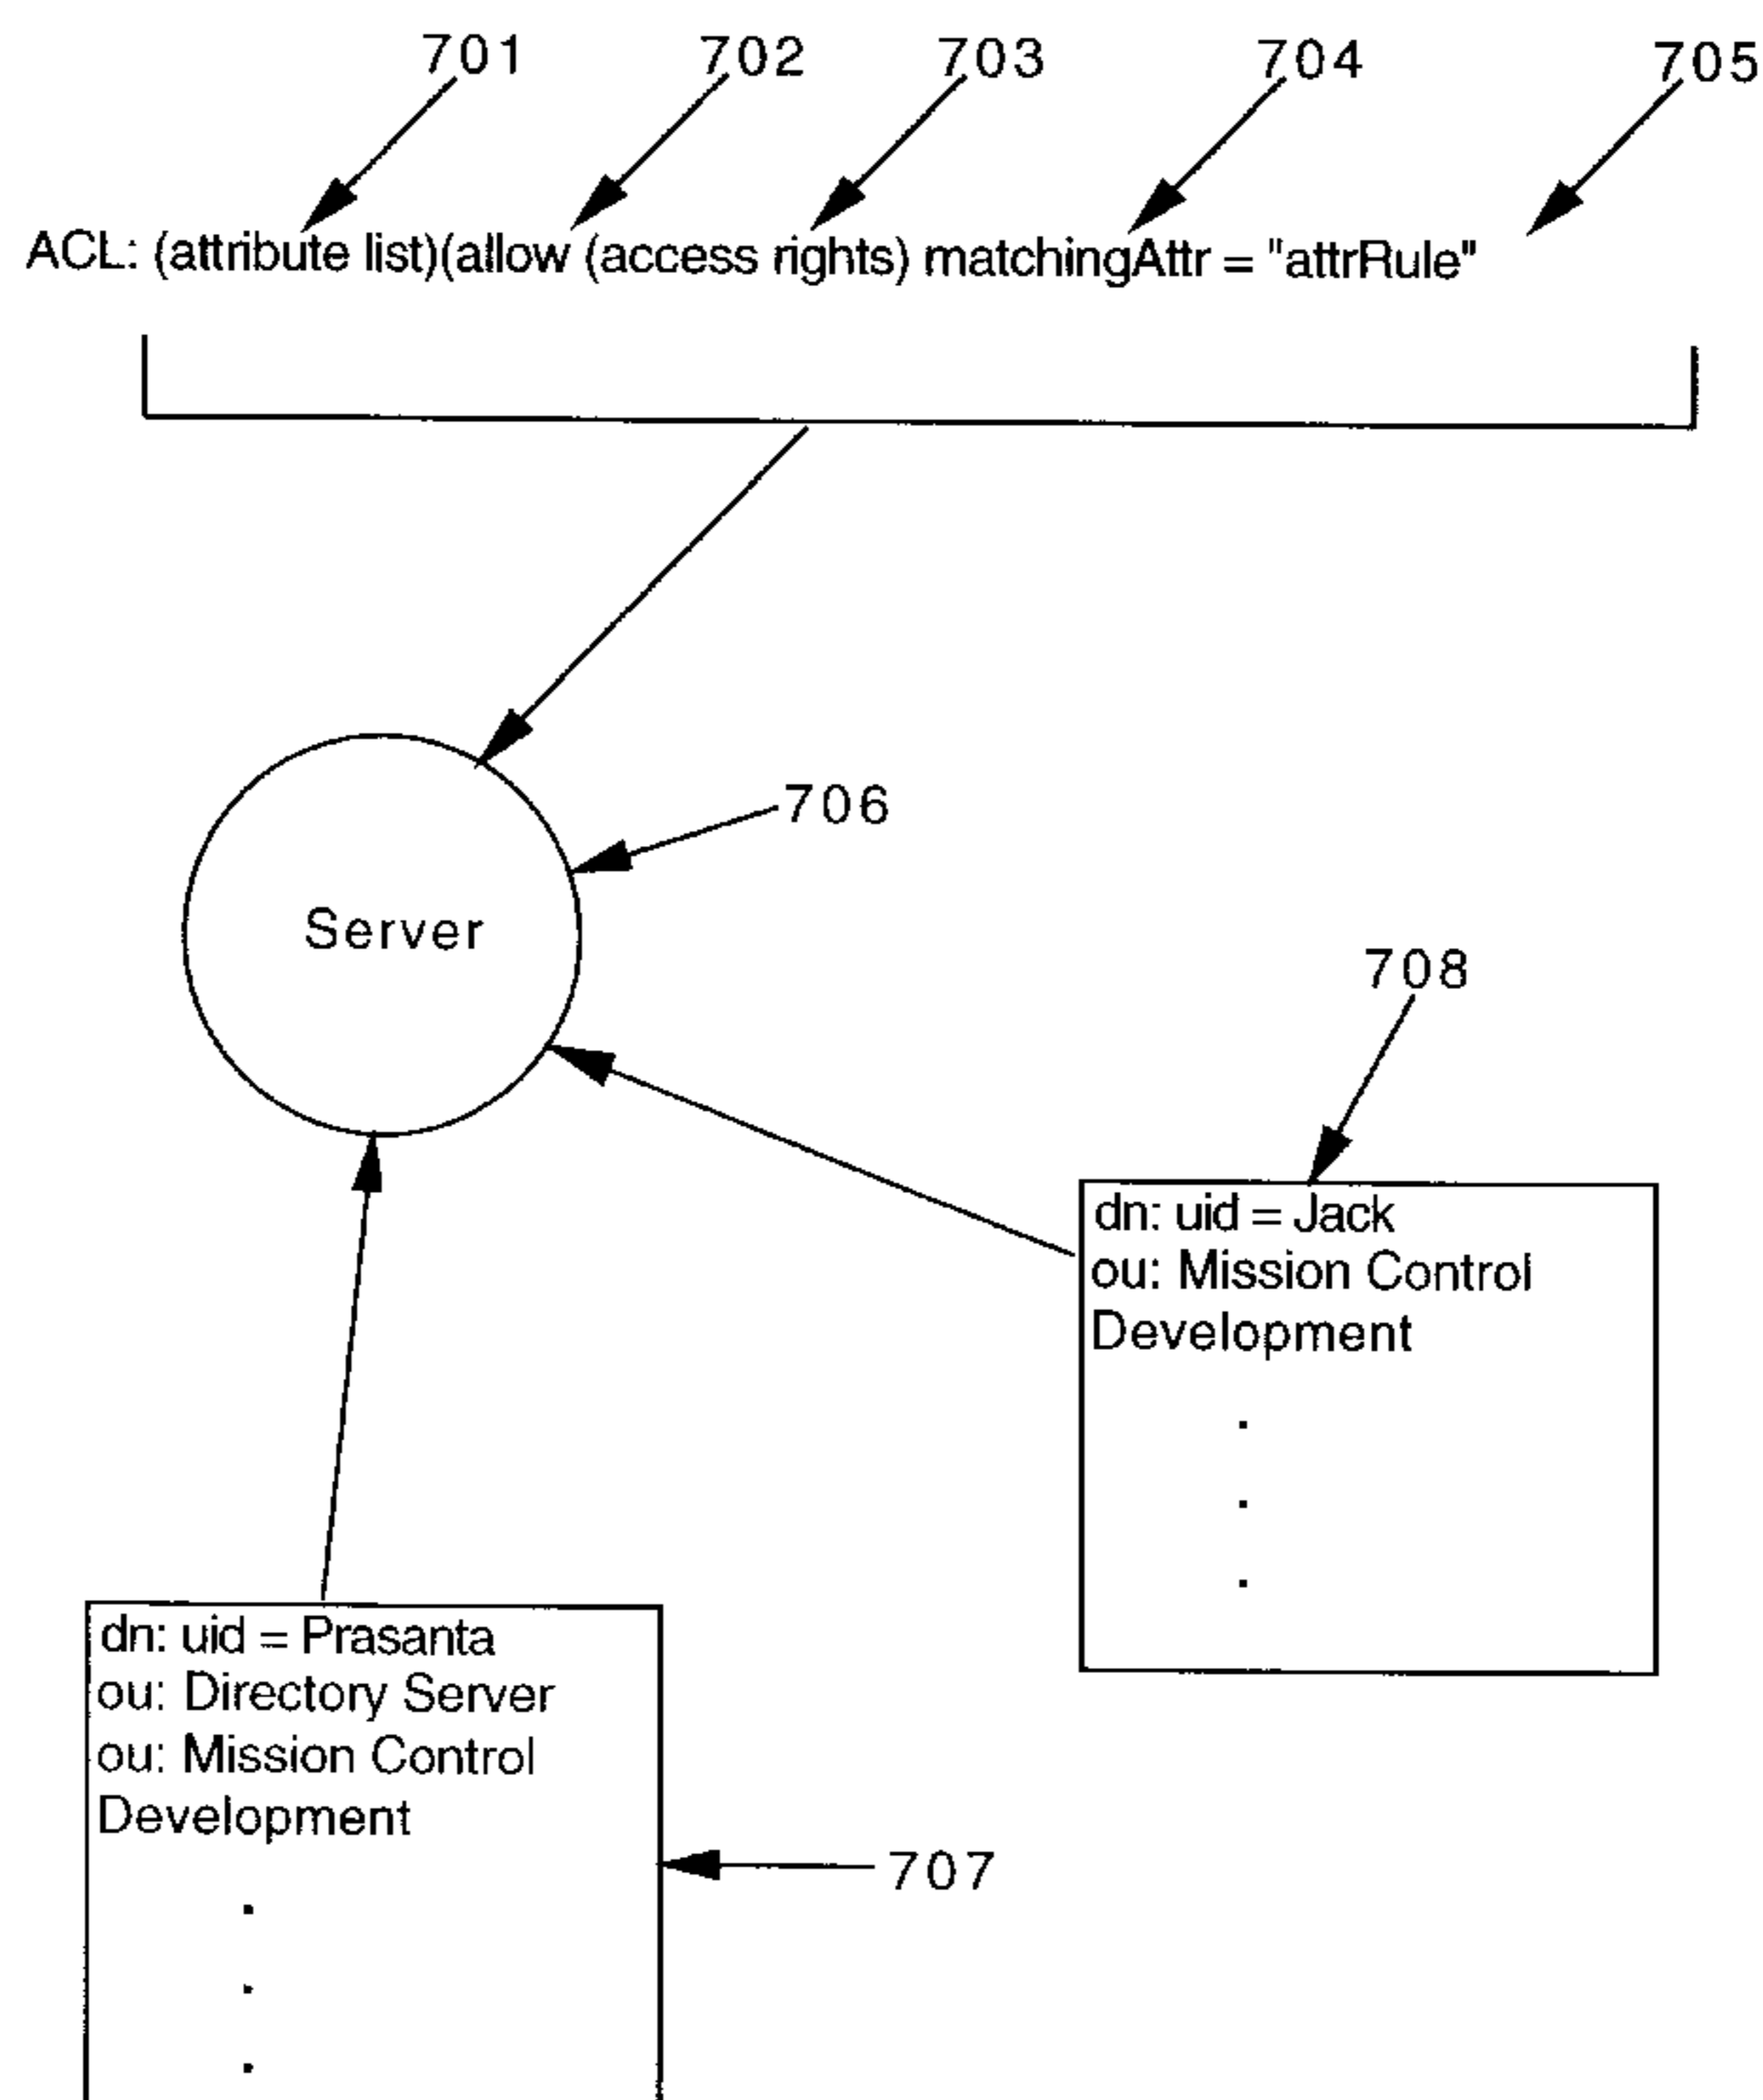 701 702 703 704 705
ACL: (attribute list)(allow (access rights) matchingAttr = "attrRule"
706
Server
708
dn: uid = Jack
ou: Mission Control
Development
.
.
.
dn: uid = Prasanta
ou: Directory Server
ou: Mission Control
Development
707
.
.
.